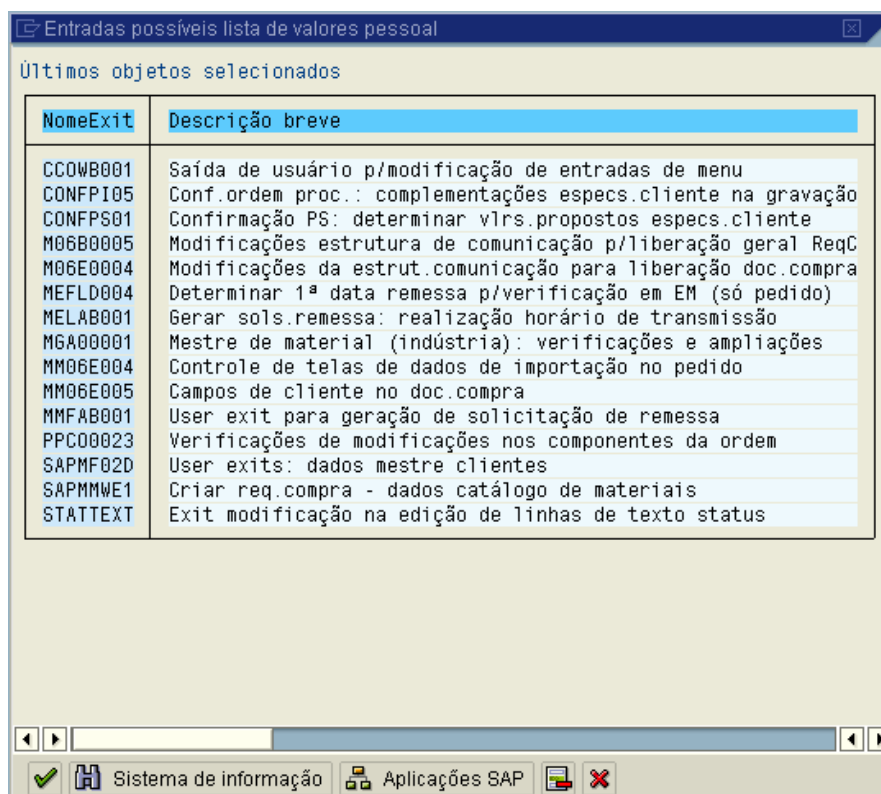 Entradas possíveis lista de valores pessoal
Últimos objetos selecionados
NomeExit Descrição breve
CCOWB001 Saída de usuário p/modificação de entradas de menu
CONFPI05 Conf.ordem proc.: complementações especs.cliente na gravação
CONFPS01 Confirmação PS: determinar vlrs.propostos especs.cliente
M06B0005 Modificações estrutura de comunicação p/liberação geral ReqC
M06E0004 Modificações da estrut.comunicação para liberação doc.compra
MEFLD004 Determinar 1ª data remessa p/verificação em EM (só pedido)
MELAB001 Gerar sols.remessa: realização horário de transmissão
MGA00001 Mestre de material (indústria): verificações e ampliações
MM06E004 Controle de telas de dados de importação no pedido
MM06E005 Campos de cliente no doc.compra
MMFAB001 User exit para geração de solicitação de remessa
PPCO0023 Verificações de modificações nos componentes da ordem
SAPMF02D User exits: dados mestre clientes
SAPMMWE1 Criar req.compra - dados catálogo de materiais
STATTEXT Exit modificação na edição de linhas de texto status
Sistema de informação Aplicações SAP